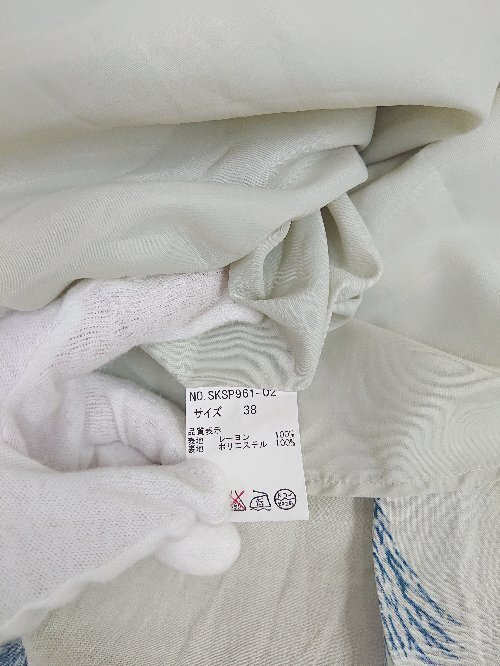 NO.SKSP961-02
サイズ 38
品質表示
表地 レーヨン 100%
裏地 ポリエステル 100%